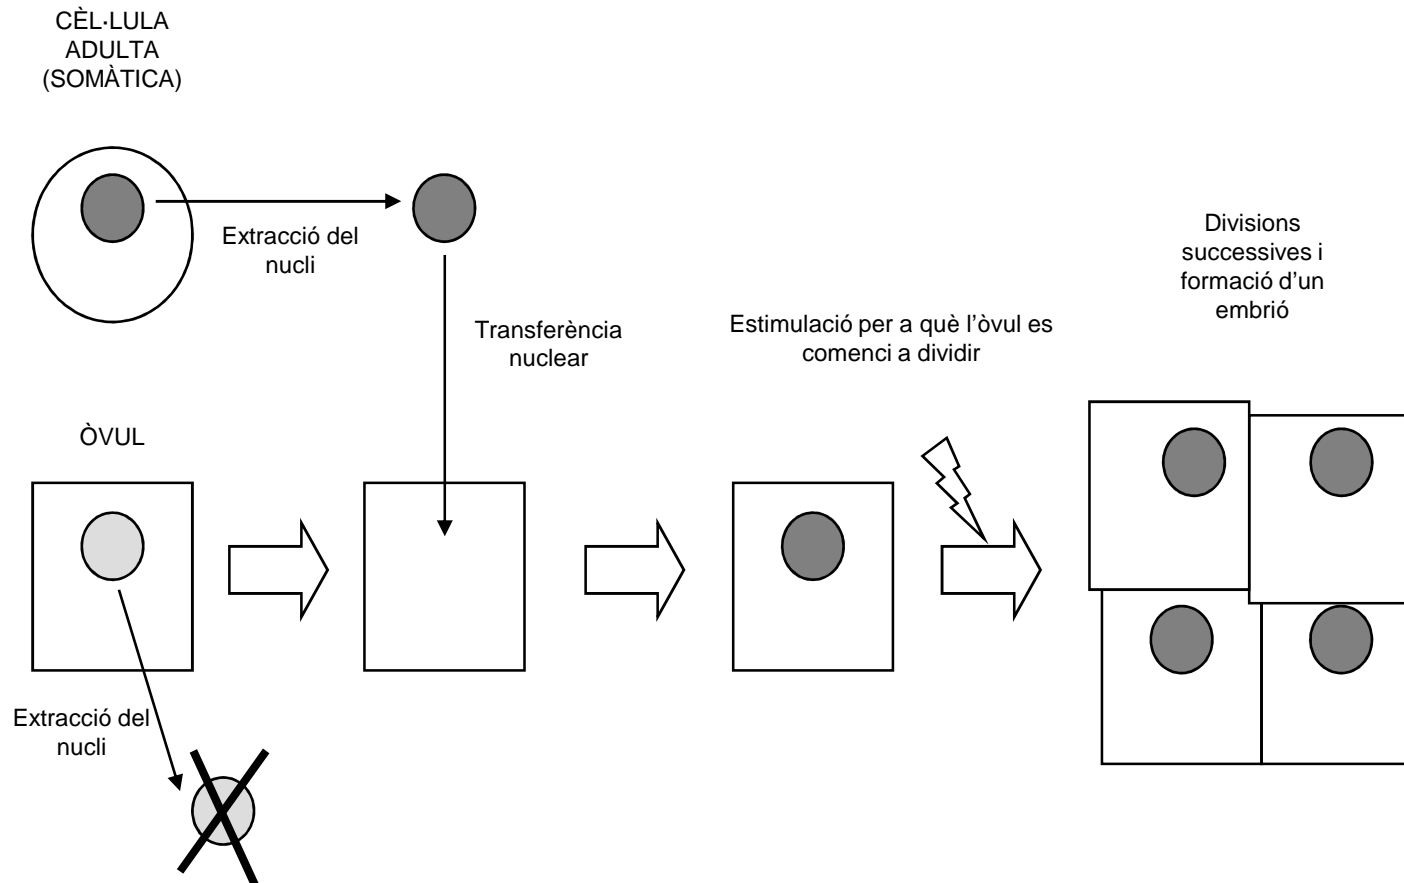 CÈL·LULA
ADULTA
(SOMÀTICA)
Extracció del
nucli
Transferència
nuclear
Estimulació per a què l’òvul es
comenci a dividir
Divisions
successives i
formació d’un
embrió
ÒVUL
Extracció del
nucli